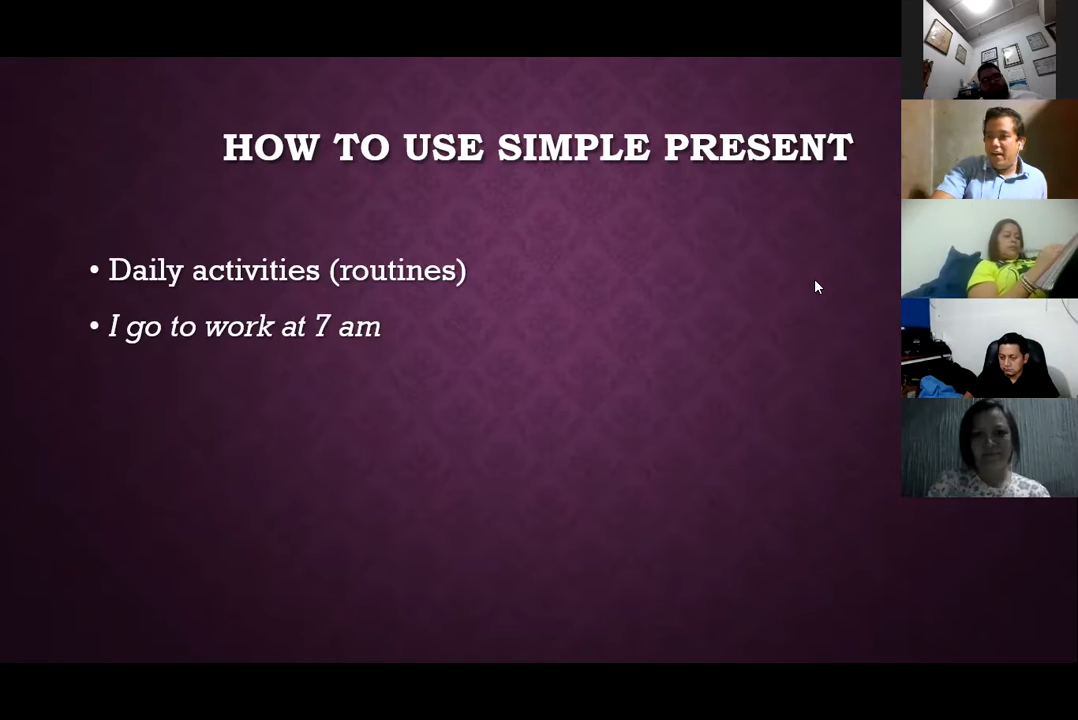 HOW TO USE SIMPLE PRESENT
• Daily activities (routines)
• I go to work at 7 am